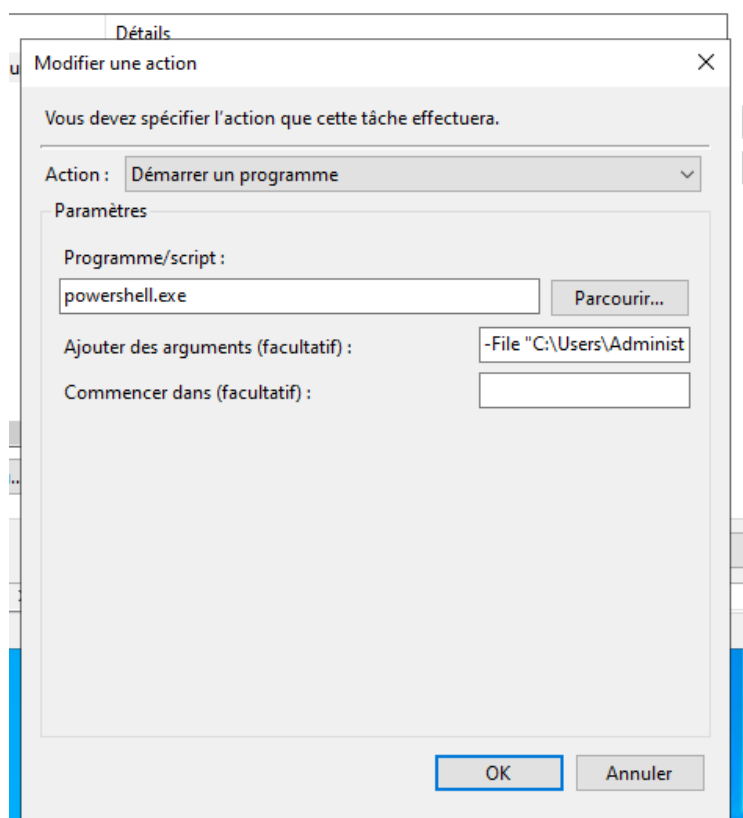 Détails
Modifier une action
Vous devez spécifier l'action que cette tâche effectuera.
Action : Démarrer un programme
Paramètres
Programme/script :
powershell.exe
Parcourir...
Ajouter des arguments (facultatif) : -File "C:\Users\Administ
Commencer dans (facultatif) :
OK Annuler